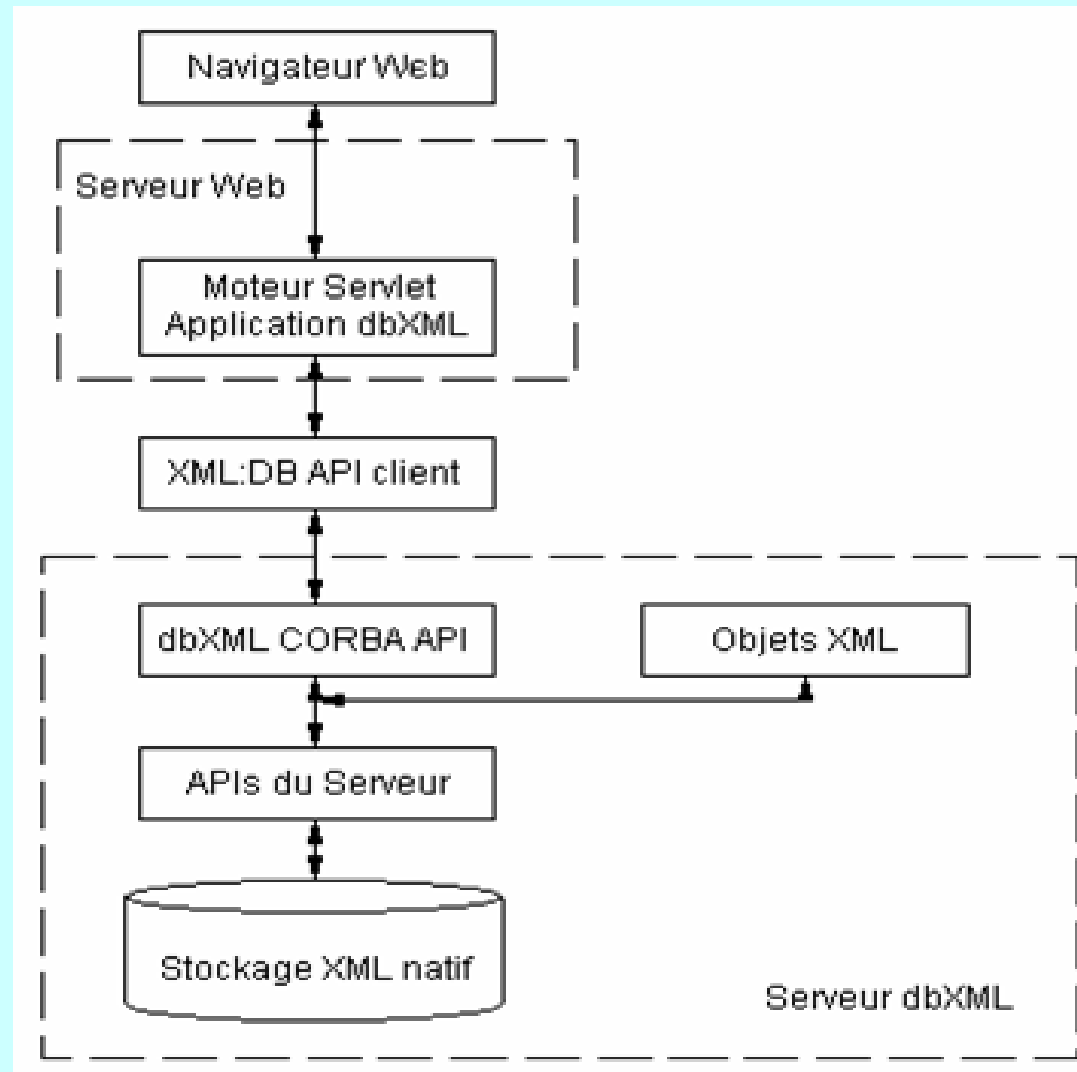 Navigateur Web
Serveur Web
Moteur Servlet
Application dbXML
XML:DB API client
dbXML CORBA API
Objets XML
APIs du Serveur
Stockage XML natif
Serveur dbXML